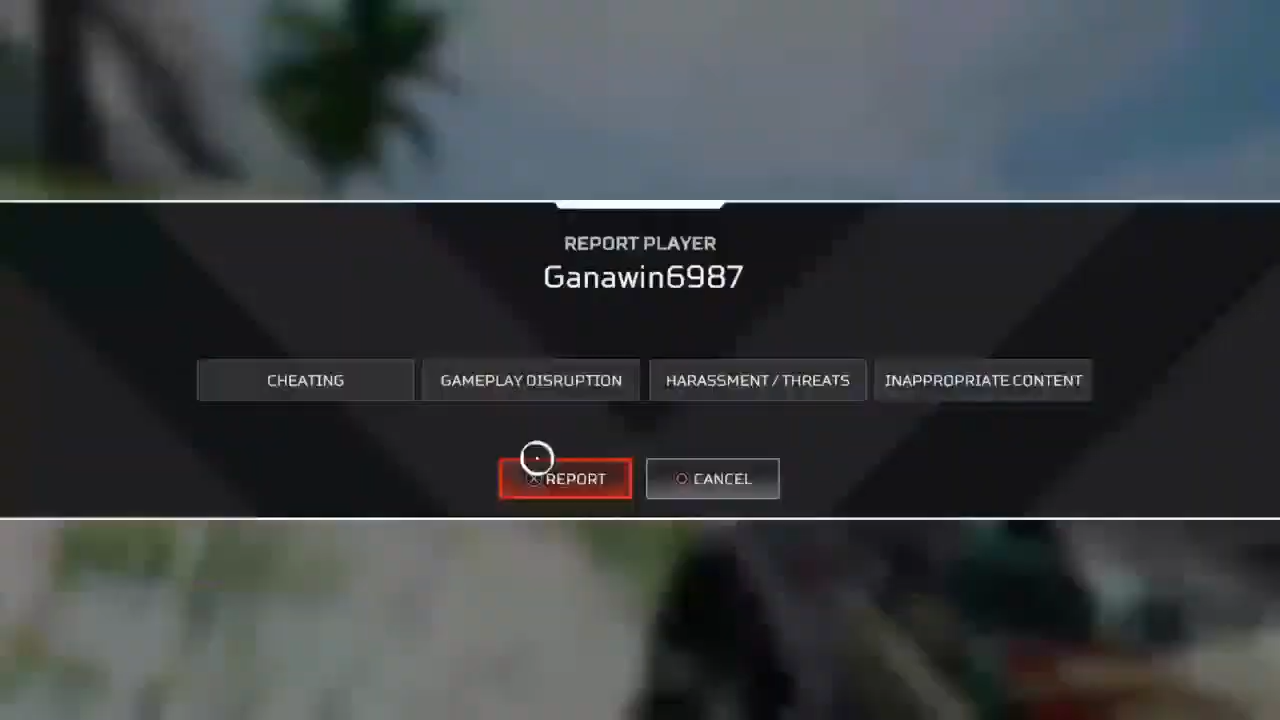 REPORT PLAYER
Ganawin6987
CHEATING
GAMEPLAY DISRUPTION
HARASSMENT / THREATS
INAPPROPRIATE CONTENT
REPORT
CANCEL